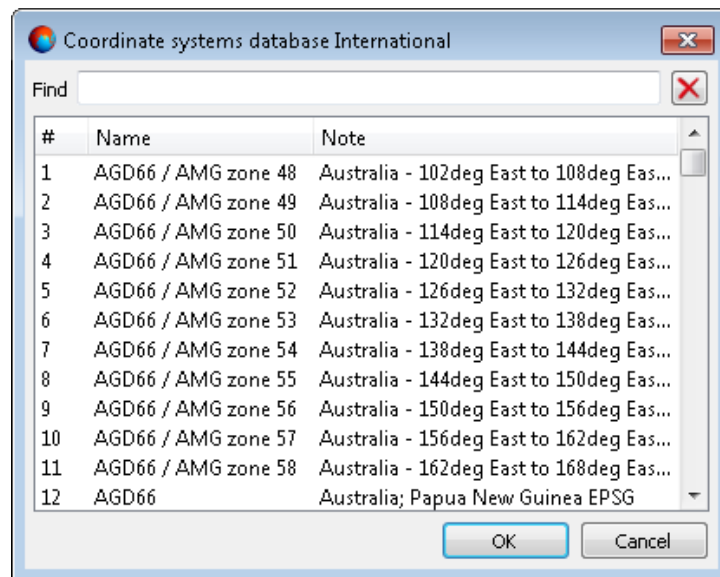 Coordinate systems database International
Find
# Name Note
1 AGD66 / AMG zone 48 Australia - 102deg East to 108deg Eas...
2 AGD66 / AMG zone 49 Australia - 108deg East to 114deg Eas...
3 AGD66 / AMG zone 50 Australia - 114deg East to 120deg Eas...
4 AGD66 / AMG zone 51 Australia - 120deg East to 126deg Eas...
5 AGD66 / AMG zone 52 Australia - 126deg East to 132deg Eas...
6 AGD66 / AMG zone 53 Australia - 132deg East to 138deg Eas...
7 AGD66 / AMG zone 54 Australia - 138deg East to 144deg Eas...
8 AGD66 / AMG zone 55 Australia - 144deg East to 150deg Eas...
9 AGD66 / AMG zone 56 Australia - 150deg East to 156deg Eas...
10 AGD66 / AMG zone 57 Australia - 156deg East to 162deg Eas...
11 AGD66 / AMG zone 58 Australia - 162deg East to 168deg Eas...
12 AGD66 Australia; Papua New Guinea EPSG
OK Cancel